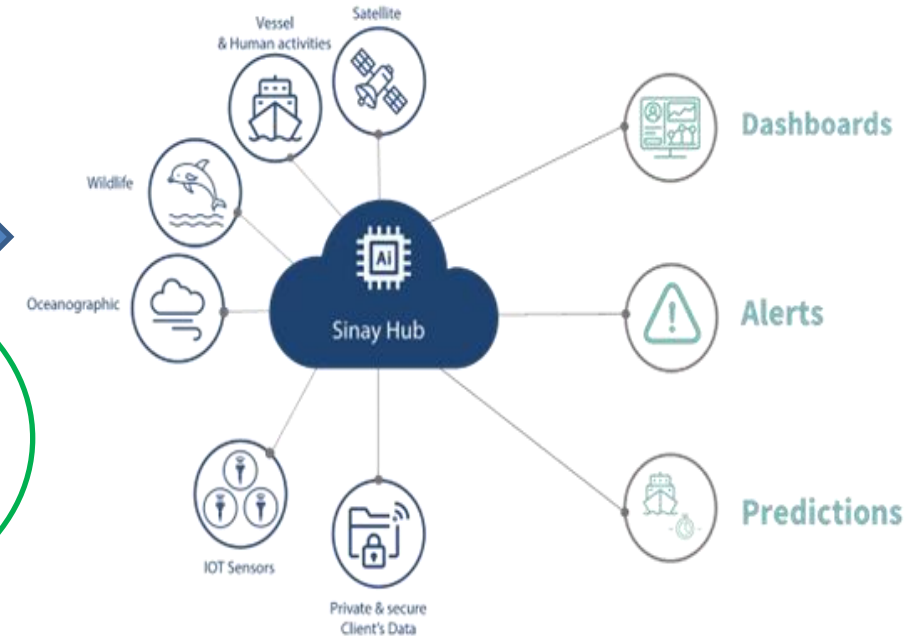 Vessel
& Human activities
Satellite
Wildlife
Oceanographic
Ai
Sinay Hub
IOT Sensors
Private & secure
Client's Data
Dashboards
Alerts
Predictions